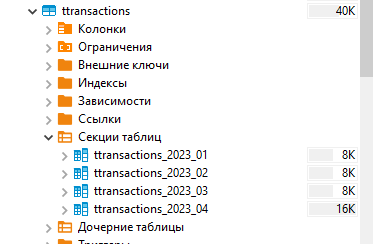 ttransactions 40K
Колонки
Ограничения
Внешние ключи
Индексы
Зависимости
Ссылки
Секции таблиц
ttransactions_2023_01 8K
ttransactions_2023_02 8K
ttransactions_2023_03 8K
ttransactions_2023_04 16K
Дочерние таблицы
Триггеры